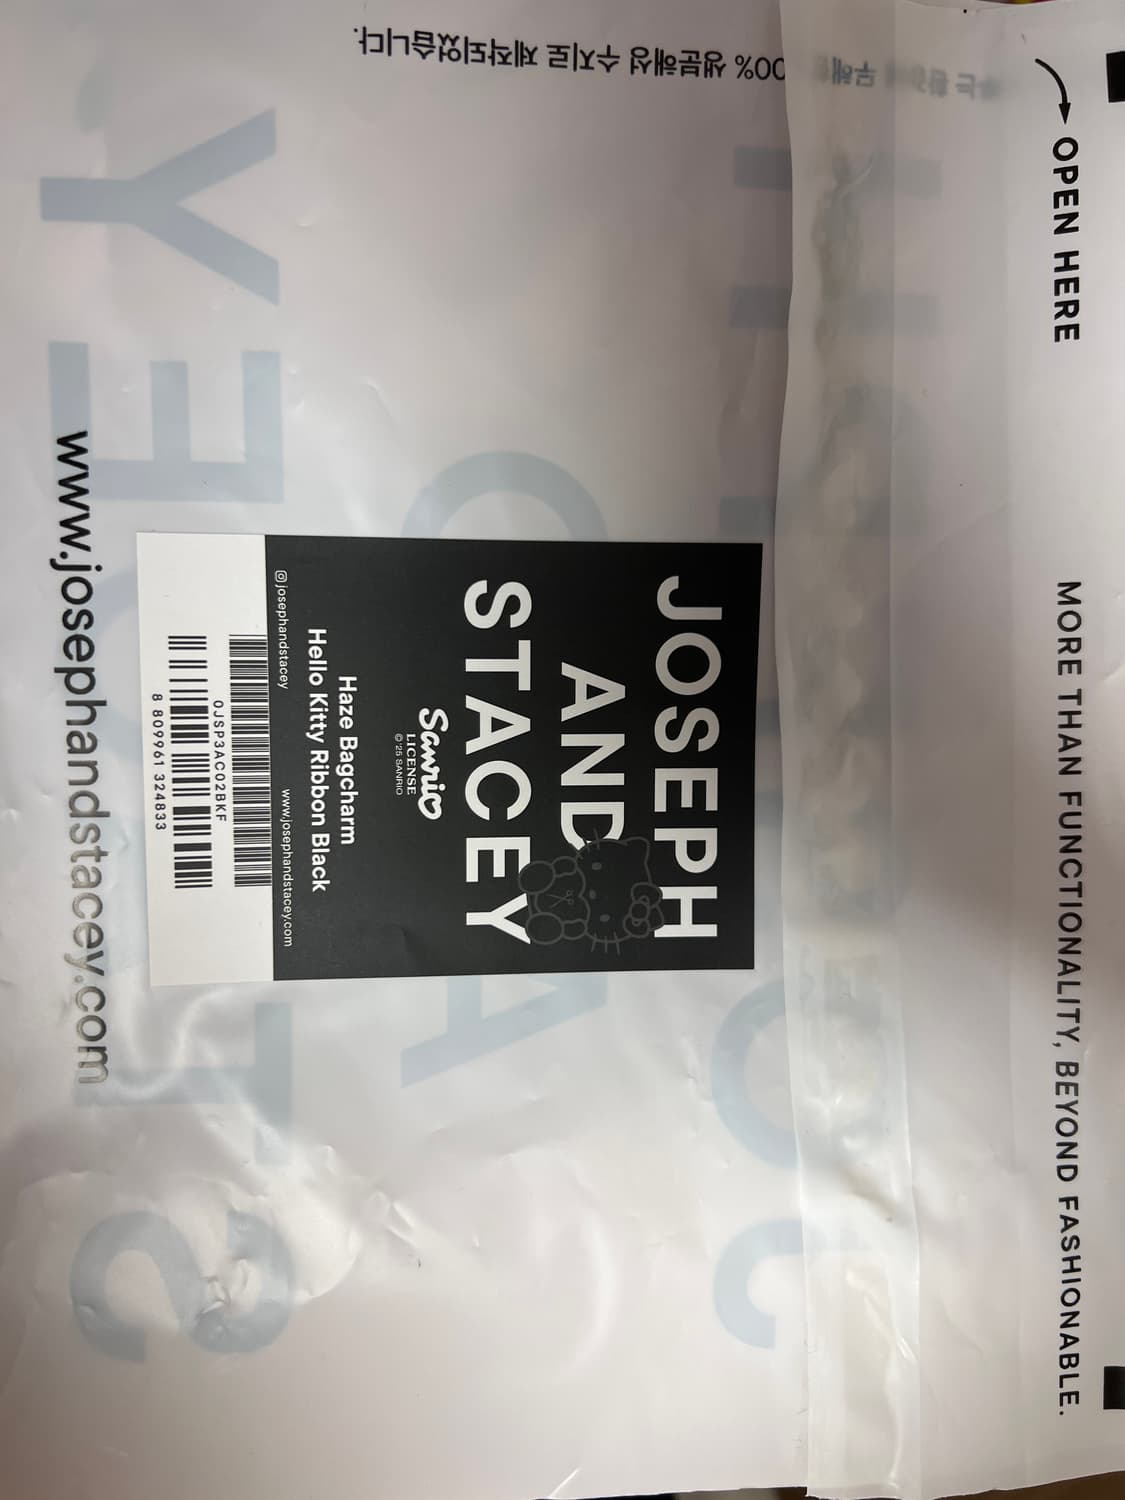 OPEN HERE
MORE THAN FUNCTIONALITY, BEYOND FASHIONABLE.
00% 생분해성 수지로 제작되었습니다.
JOSEPH
AND
STACEY
Sanrio
LICENSE
©'25 SANRIO
Haze Bagcharm
Hello Kitty Ribbon Black
@josephandstacey www.josephandstacey.com
0JSP3AC02BKF
8 809961 324833
www.josephandstacey.com